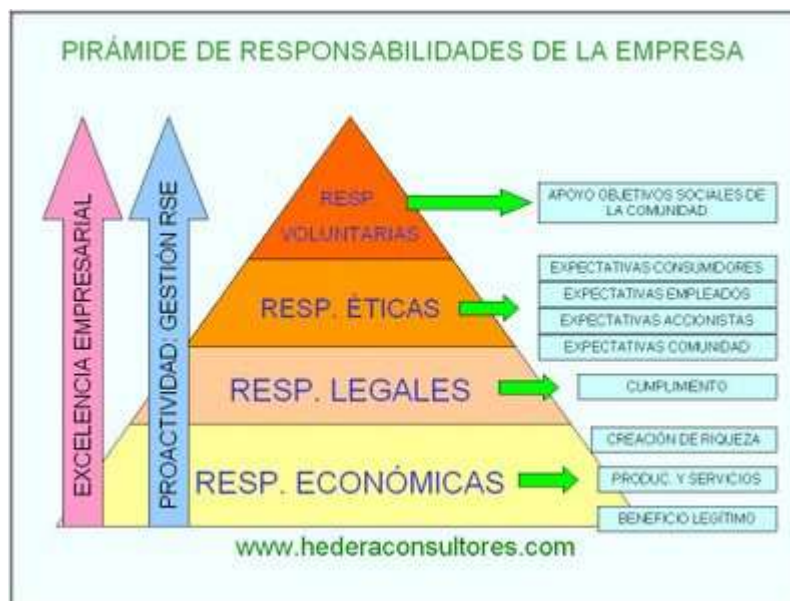 PIRÁMIDE DE RESPONSABILIDADES DE LA EMPRESA
EXCELENCIA EMPRESARIAL
PROACTIVIDAD: GESTIÓN RSE
RESP.
VOLUNTARIAS
APOYO OBJETIVOS SOCIALES DE
LA COMUNIDAD
RESP. ÉTICAS
EXPECTATIVAS CONSUMIDORES
EXPECTATIVAS EMPLEADOS
EXPECTATIVAS ACCIONISTAS
EXPECTATIVAS COMUNIDAD
RESP. LEGALES
CUMPLIMIENTO
RESP. ECONÓMICAS
CREACIÓN DE RIQUEZA
PRODUC. Y SERVICIOS
BENEFICIO LEGÍTIMO
www.hederaconsultores.com